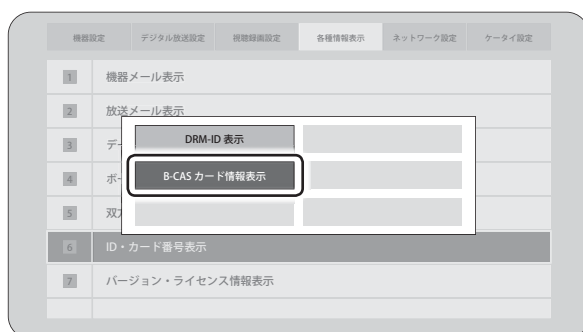 機器設定 デジタル放送設定 視聴録画設定 各種情報表示 ネットワーク設定 ケータイ設定
1 機器メール表示
2 放送メール表示
3 デー
DRM-ID 表示
4 ボー
B-CAS カード情報表示
5 双方
6 ID・カード番号表示
7 バージョン・ライセンス情報表示